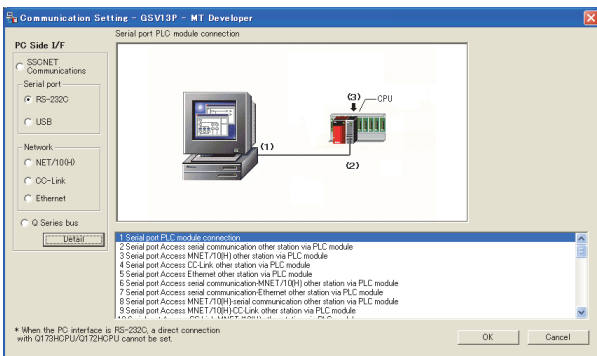 Communication Setting - GSV13P - MT Developer
PC Side I/F
SSCNET
Communications
Serial port
RS-232C
USB
Network
NET/10(H)
CC-Link
Ethernet
Q Series bus
Detail
Serial port PLC module connection
(3)
CPU
(1)
(2)
1 Serial port PLC module connection
2 Serial port Access serial communication other station via PLC module
3 Serial port Access MNET/10(H) other station via PLC module
4 Serial port Access CC-Link other station via PLC module
5 Serial port Access Ethernet other station via PLC module
6 Serial port Access serial communication-MNET/10(H) other station via PLC module
7 Serial port Access serial communication-Ethernet other station via PLC module
8 Serial port Access MNET/10(H)-serial communication other station via PLC module
9 Serial port Access MNET/10(H)-CC-Link other station via PLC module
* When the PC interface is RS-232C, a direct connection
with Q173HCPU/Q172HCPU cannot be set.
OK
Cancel